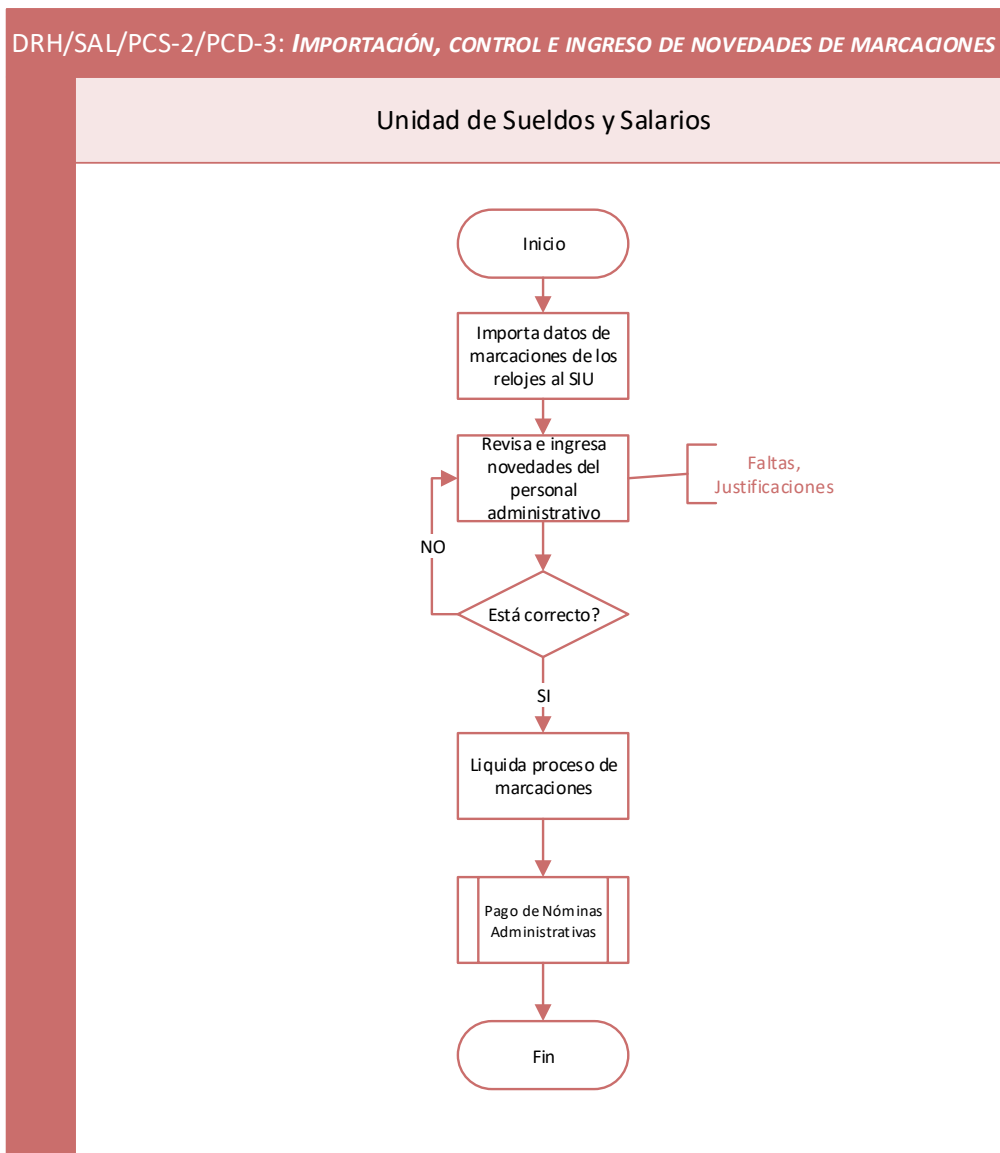 DRH/SAL/PCS-2/PCD-3: IMPORTACIÓN, CONTROL E INGRESO DE NOVEDADES DE MARCACIONES
Unidad de Sueldos y Salarios
Inicio
Importa datos de
marcaciones de los
relojes al SIU
Revisa e ingresa
novedades del
personal
administrativo
Faltas,
Justificaciones
NO
Está correcto?
SI
Liquida proceso de
marcaciones
Pago de Nóminas
Administrativas
Fin